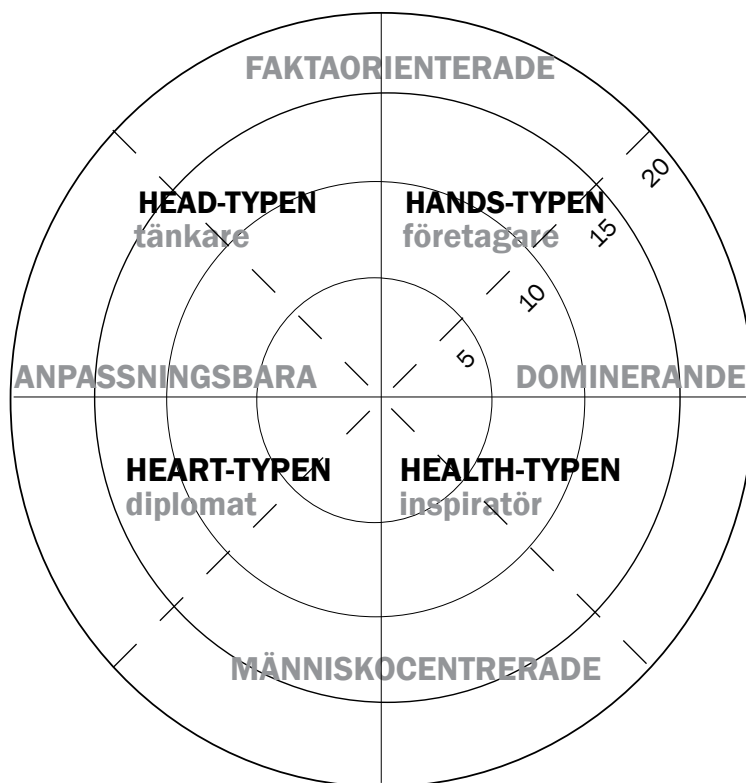 FAKTAORIENTERADE
20
HEAD-TYPEN
tänkare
HANDS-TYPEN
företagare
15
10
5
ANPASSNINGSBARA
DOMINERANDE
HEART-TYPEN
diplomat
HEALTH-TYPEN
inspiratör
MÄNNISKOCENTRERADE